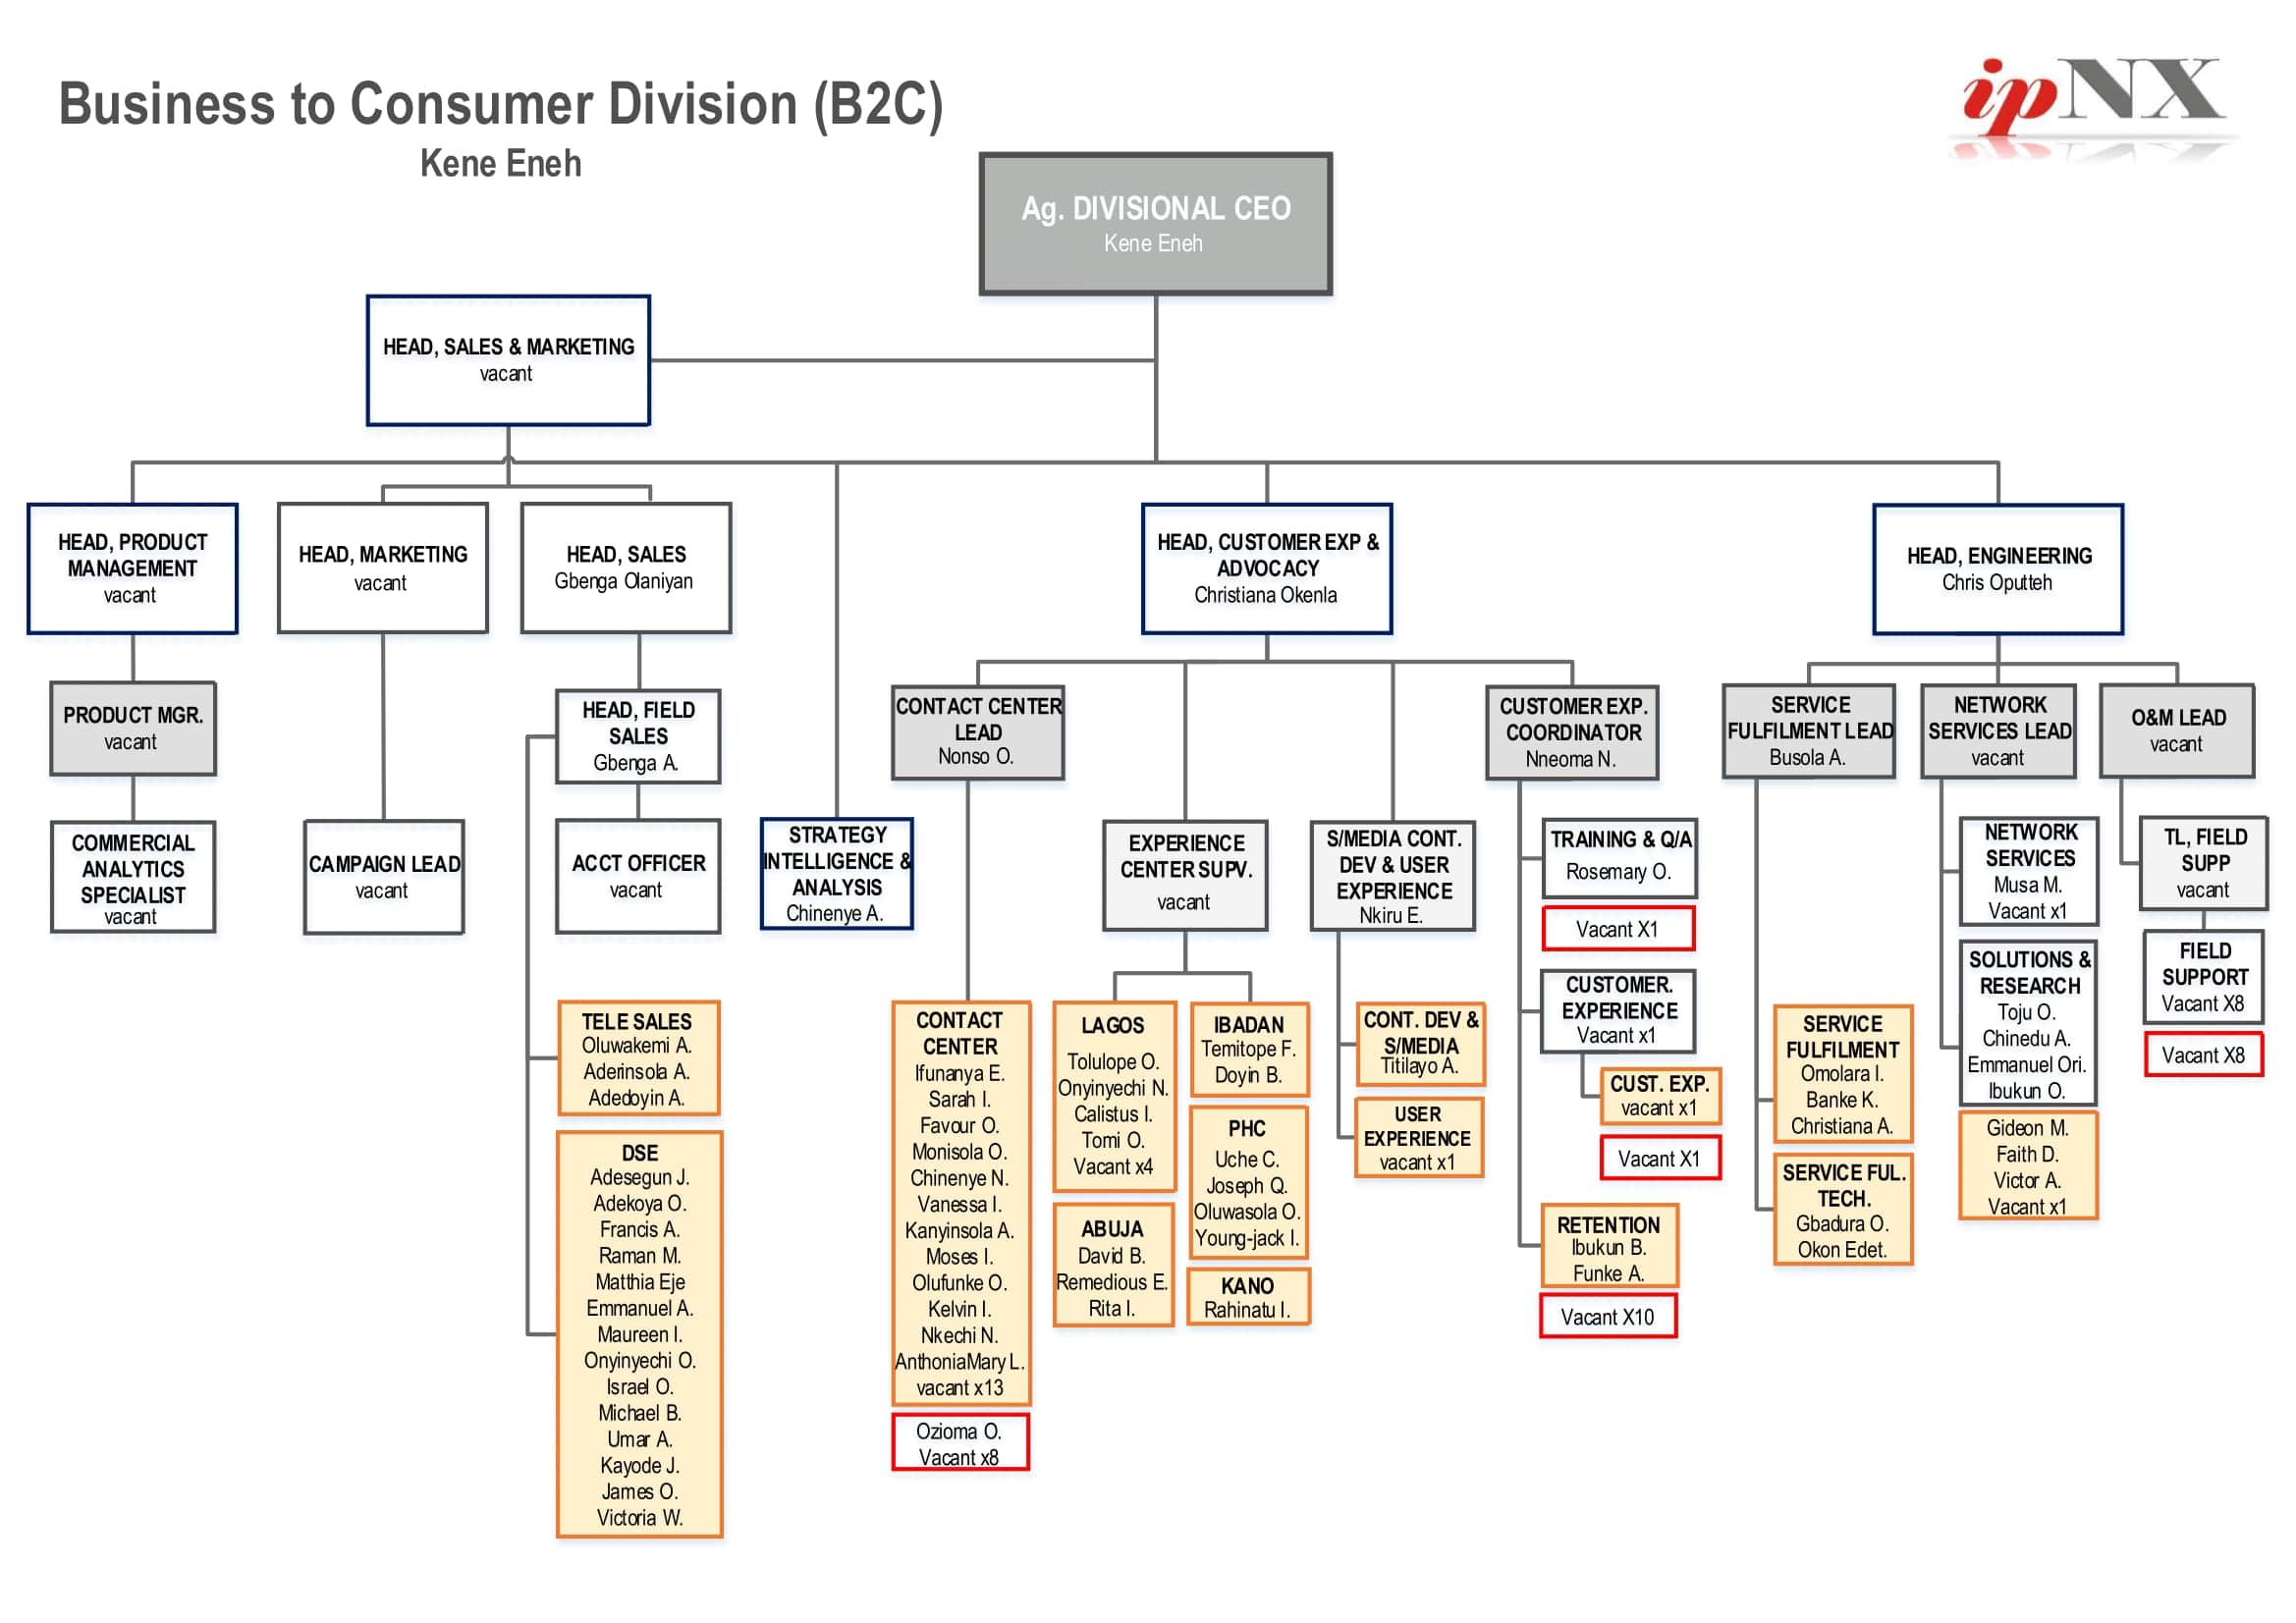 Business to Consumer Division (B2C)
Kene Eneh
ipNX
Ag. DIVISIONAL CEO
Kene Eneh
HEAD, SALES & MARKETING
vacant
HEAD, PRODUCT
MANAGEMENT
vacant
HEAD, MARKETING
vacant
HEAD, SALES
Gbenga Olaniyan
HEAD, CUSTOMER EXP &
ADVOCACY
Christiana Okenla
HEAD, ENGINEERING
Chris Oputteh
PRODUCT MGR.
vacant
COMMERCIAL
ANALYTICS
SPECIALIST
vacant
CAMPAIGN LEAD
vacant
HEAD, FIELD
SALES
Gbenga A.
ACCT OFFICER
vacant
TELE SALES
Oluwakemi A.
Aderinsola A.
Adedoyin A.
DSE
Adesegun J.
Adekoya O.
Francis A.
Raman M.
Matthia Eje
Emmanuel A.
Maureen I.
Onyinyechi O.
Israel O.
Michael B.
Umar A.
Kayode J.
James O.
Victoria W.
STRATEGY
INTELLIGENCE &
ANALYSIS
Chinenye A.
CONTACT CENTER
LEAD
Nonso O.
CONTACT
CENTER
Ifunanya E.
Sarah I.
Favour O.
Monisola O.
Chinenye N.
Vanessa I.
Kanyinsola A.
Moses I.
Olufunke O.
Kelvin I.
Nkechi N.
AnthoniaMary L.
vacant x13
Ozioma O.
Vacant x8
EXPERIENCE
CENTER SUPV.
vacant
LAGOS
Tolulope O.
Onyinyechi N.
Calistus I.
Tomi O.
Vacant x4
ABUJA
David B.
Remedious E.
Rita I.
IBADAN
Temitope F.
Doyin B.
PHC
Uche C.
Joseph Q.
Oluwasola O.
Young-jack I.
KANO
Rahinatu I.
S/MEDIA CONT.
DEV & USER
EXPERIENCE
Nkiru E.
CONT. DEV &
S/MEDIA
Titilayo A.
USER
EXPERIENCE
vacant x1
CUSTOMER EXP.
COORDINATOR
Nneoma N.
TRAINING & Q/A
Rosemary O.
Vacant X1
CUSTOMER.
EXPERIENCE
Vacant x1
CUST. EXP.
vacant x1
Vacant X1
RETENTION
Ibukun B.
Funke A.
Vacant X10
SERVICE
FULFILMENT LEAD
Busola A.
SERVICE
FULFILMENT
Omolara I.
Banke K.
Christiana A.
SERVICE FUL.
TECH.
Gbadura O.
Okon Edet.
NETWORK
SERVICES LEAD
vacant
NETWORK
SERVICES
Musa M.
Vacant x1
SOLUTIONS &
RESEARCH
Toju O.
Chinedu A.
Emmanuel Ori.
Ibukun O.
Gideon M.
Faith D.
Victor A.
Vacant x1
O&M LEAD
vacant
TL, FIELD
SUPP
vacant
FIELD
SUPPORT
Vacant X8
Vacant X8